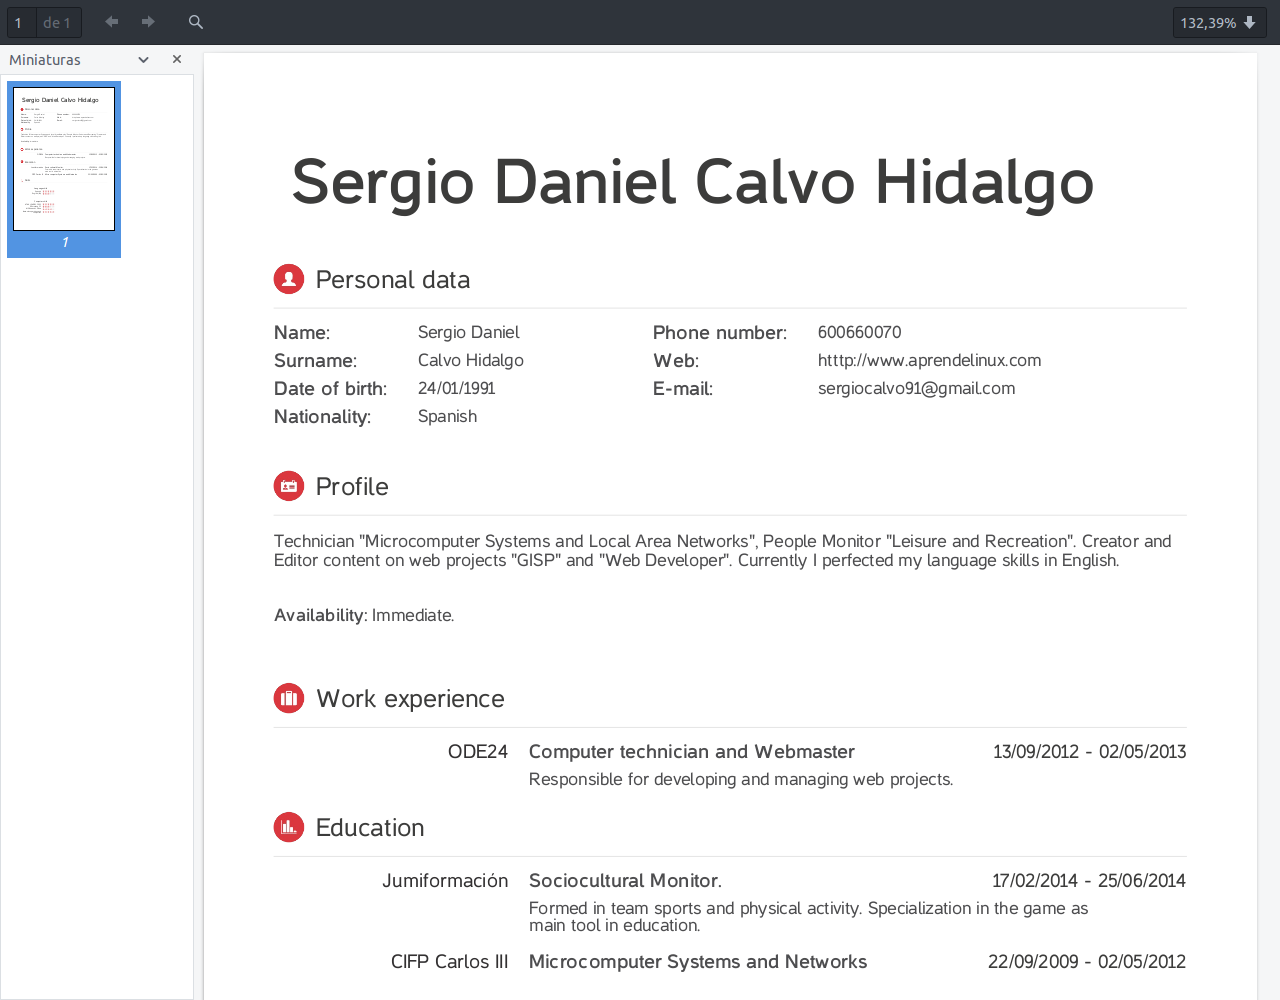 1 de 1 132,39%
Miniaturas
Sergio Daniel Calvo Hidalgo
1
Sergio Daniel Calvo Hidalgo
Personal data
Name: Sergio Daniel Phone number: 600660070
Surname: Calvo Hidalgo Web: htttp://www.aprendelinux.com
Date of birth: 24/01/1991 E-mail: sergiocalvo91@gmail.com
Nationality: Spanish
Profile
Technician "Microcomputer Systems and Local Area Networks", People Monitor "Leisure and Recreation". Creator and
Editor content on web projects "GISP" and "Web Developer". Currently I perfected my language skills in English.
Availability: Immediate.
Work experience
ODE24 Computer technician and Webmaster 13/09/2012 - 02/05/2013
Responsible for developing and managing web projects.
Education
Jumiformación Sociocultural Monitor. 17/02/2014 - 25/06/2014
Formed in team sports and physical activity. Specialization in the game as
main tool in education.
CIFP Carlos III Microcomputer Systems and Networks 22/09/2009 - 02/05/2012